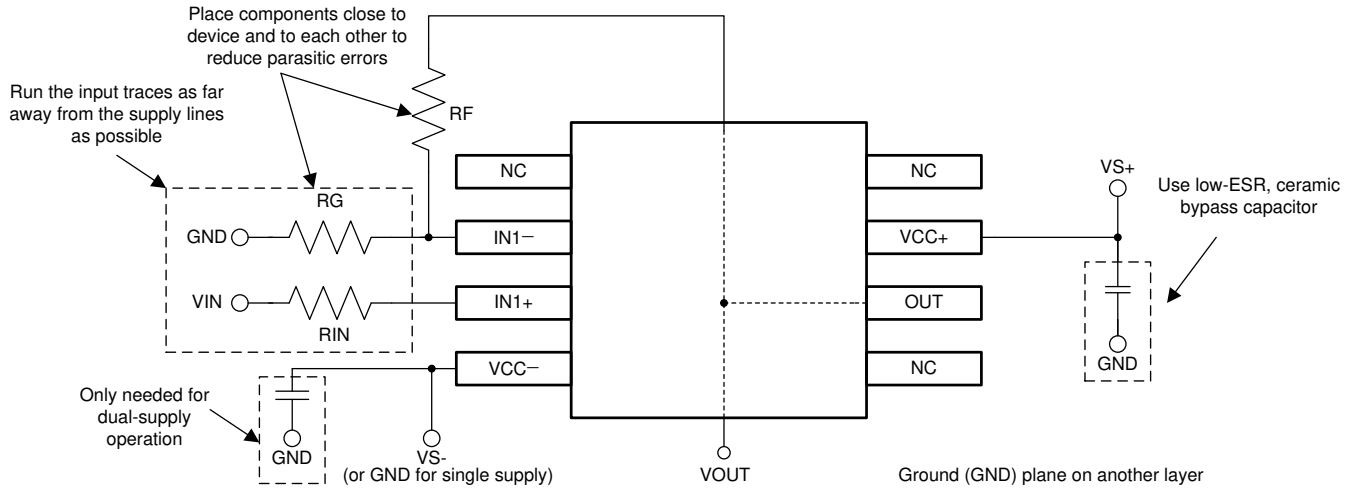 Place components close to
device and to each other to
reduce parasitic errors
Run the input traces as far
away from the supply lines
as possible
RF
NC
NC
VS+
Use low-ESR, ceramic
bypass capacitor
RG
GND
IN1−
VCC+
VIN
IN1+
OUT
RIN
VCC−
NC
GND
Only needed for
dual-supply
operation
GND
VS-
(or GND for single supply)
VOUT
Ground (GND) plane on another layer